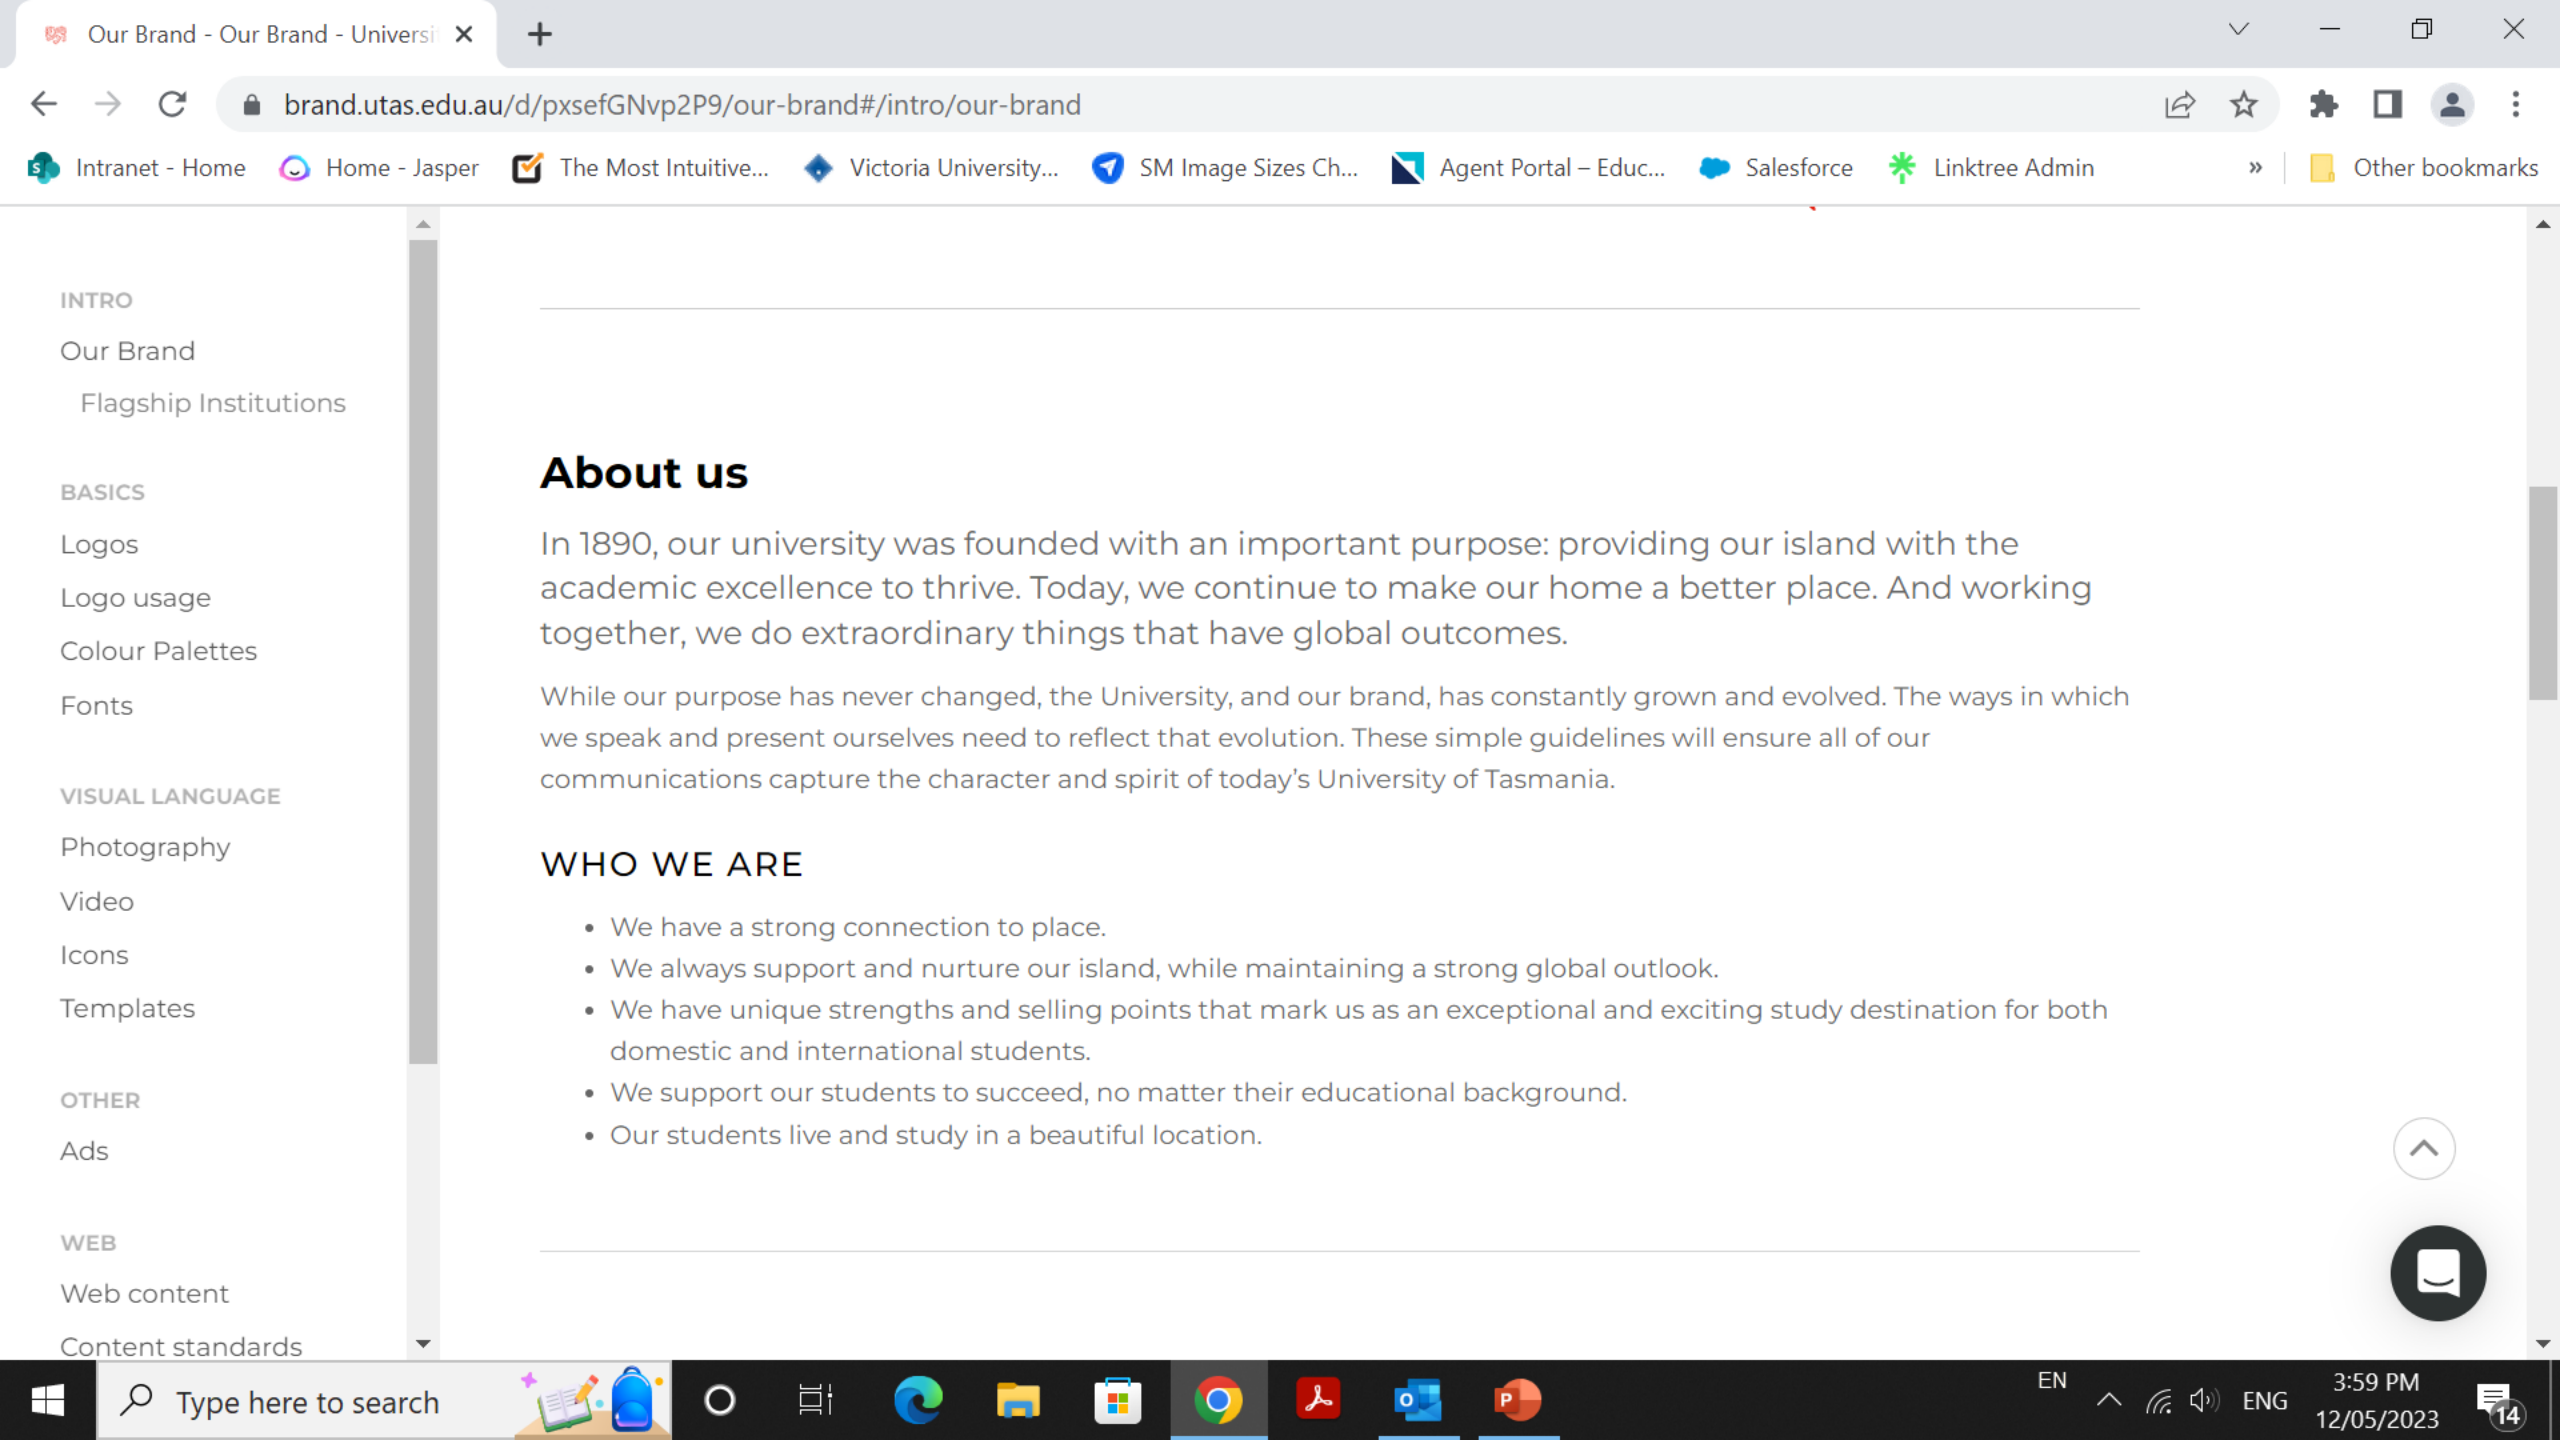 Our Brand - Our Brand - Universi
brand.utas.edu.au/d/pxsefGNvp2P9/our-brand#/intro/our-brand
Intranet - Home
Home - Jasper
The Most Intuitive...
Victoria University...
SM Image Sizes Ch...
Agent Portal – Educ...
Salesforce
Linktree Admin
»
Other bookmarks
INTRO
Our Brand
Flagship Institutions
BASICS
Logos
Logo usage
Colour Palettes
Fonts
VISUAL LANGUAGE
Photography
Video
Icons
Templates
OTHER
Ads
WEB
Web content
Content standards
About us
In 1890, our university was founded with an important purpose: providing our island with the
academic excellence to thrive. Today, we continue to make our home a better place. And working
together, we do extraordinary things that have global outcomes.
While our purpose has never changed, the University, and our brand, has constantly grown and evolved. The ways in which
we speak and present ourselves need to reflect that evolution. These simple guidelines will ensure all of our
communications capture the character and spirit of today’s University of Tasmania.
WHO WE ARE
• We have a strong connection to place.
• We always support and nurture our island, while maintaining a strong global outlook.
• We have unique strengths and selling points that mark us as an exceptional and exciting study destination for both
domestic and international students.
• We support our students to succeed, no matter their educational background.
• Our students live and study in a beautiful location.
Type here to search
EN
ENG
3:59 PM
12/05/2023
14